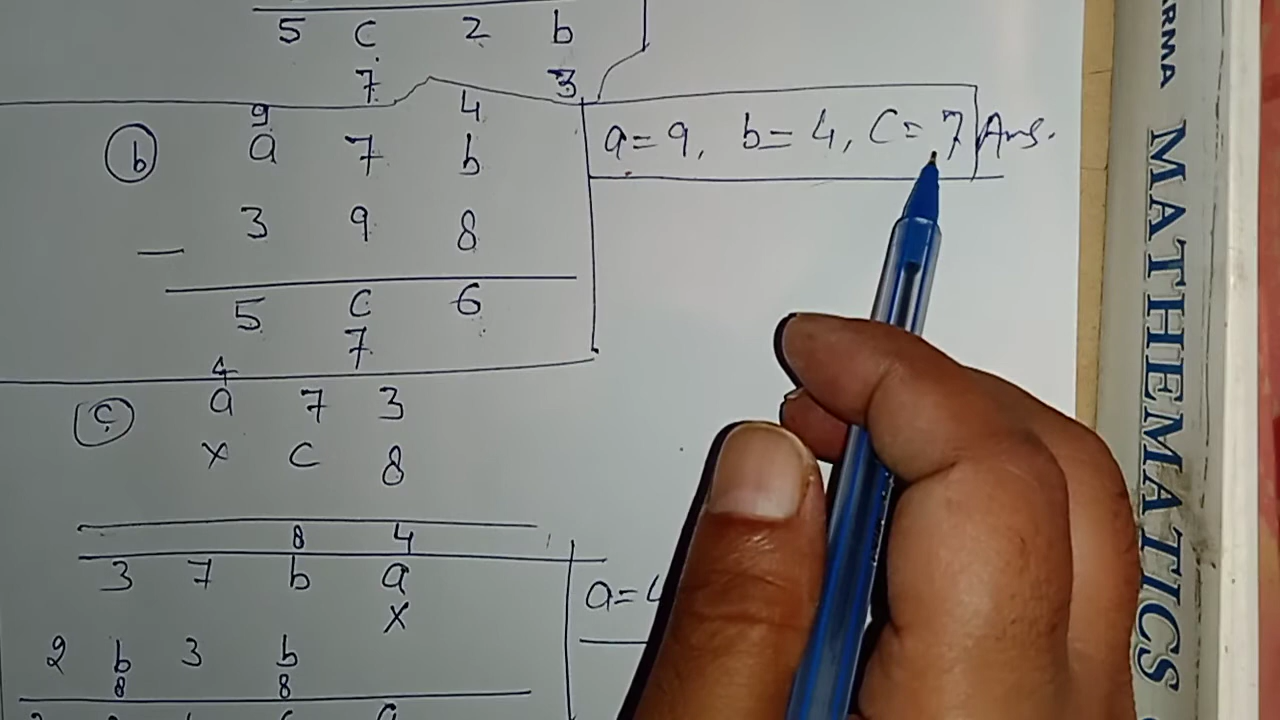 5 c 2 b
7 3
9 4
(b) a 7 b
- 3 9 8
5 c 6
7
a=9, b=4, c=7 Ans.
4
(c) a 7 3
x c 8
8 4
3 7 b a
x
2 b 3 b
8 8
a=4
ARMA
MATHEMATICS